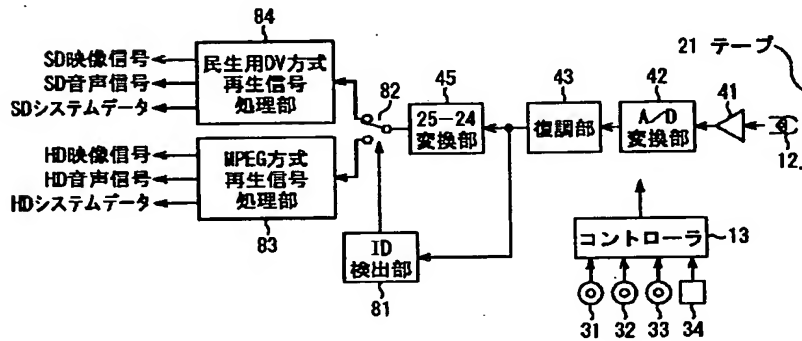 84
SD映像信号
SD音声信号
SDシステムデータ
民生用DV方式
再生信号
処理部
82
45
25−24
変換部
43
復調部
42
A/D
変換部
41
21 テープ
12
HD映像信号
HD音声信号
HDシステムデータ
MPEG方式
再生信号
処理部
83
ID
検出部
81
コントローラ
13
31
32
33
34